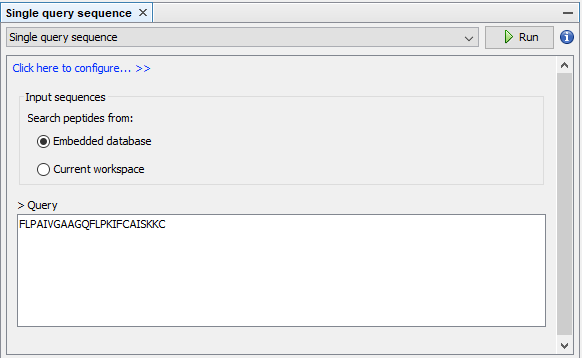 Single query sequence
Single query sequence
Run
Click here to configure... >>
Input sequences
Search peptides from:
Embedded database
Current workspace
> Query
FLPAIVGAAGQFLPKIFCAISKKC